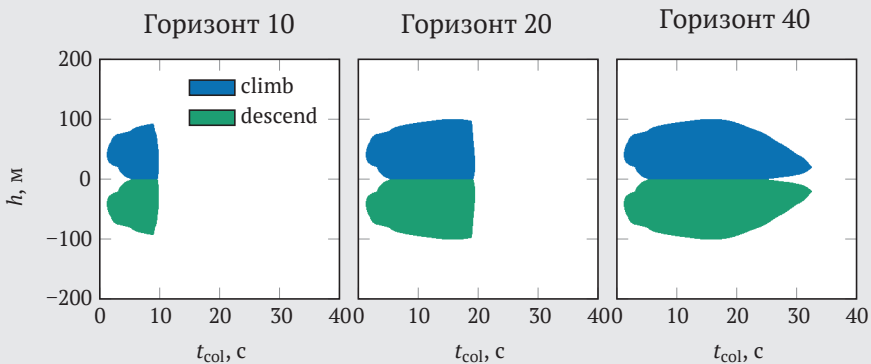 Горизонт 10
Горизонт 20
Горизонт 40
200
100
0
−100
−200
h, м
climb
descend
0 10 20 30 40
0 10 20 30 40
0 10 20 30 40
t_col, с
t_col, с
t_col, с